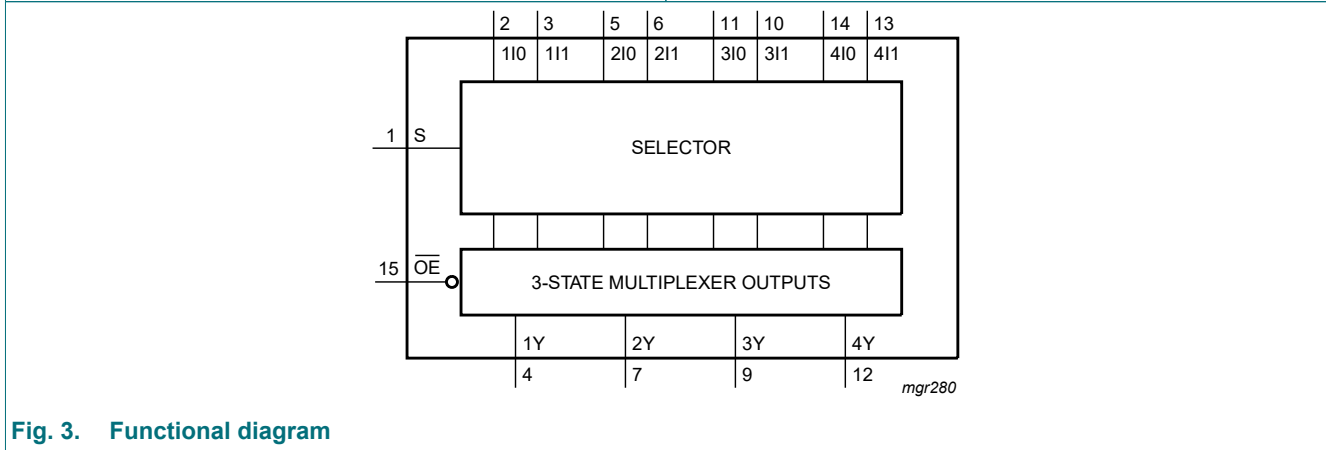 2 3 5 6 11 10 14 13
1I0 1I1 2I0 2I1 3I0 3I1 4I0 4I1
1 S
SELECTOR
15 O̅E̅
3-STATE MULTIPLEXER OUTPUTS
1Y 2Y 3Y 4Y
4 7 9 12
mgr280
Fig. 3. Functional diagram